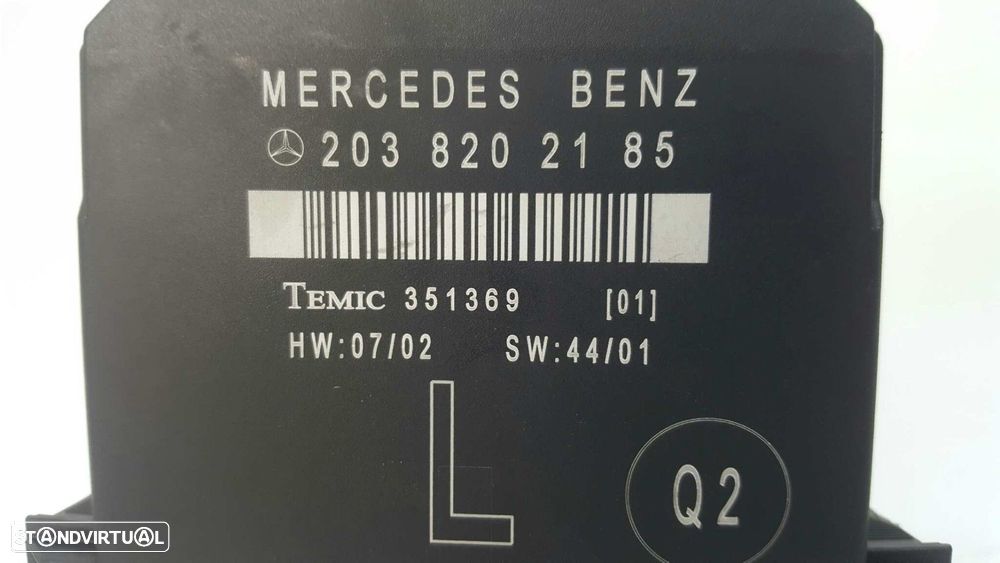 MERCEDES BENZ
203 820 21 85
TEMIC 351369 [01]
HW:07/02 SW:44/01
L
Q2
STANDVIRTUAL